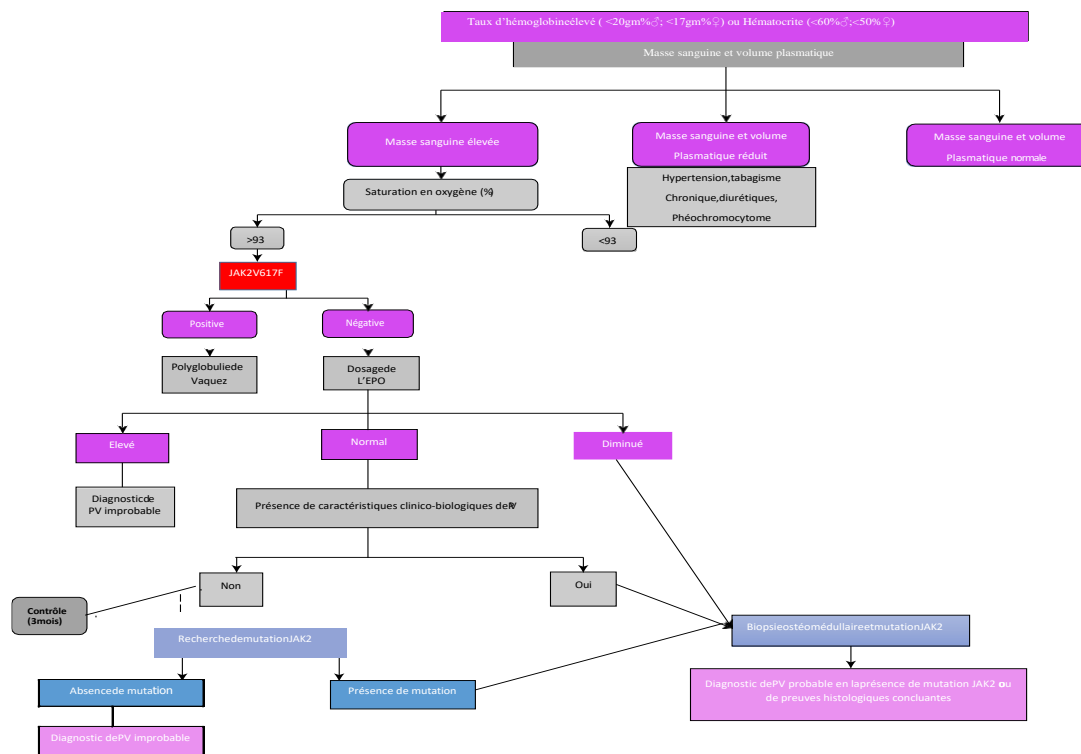 Taux d'hémoglobineélevé ( <20gm%♂; <17gm%♀) ou Hématocrite (<60%♂;<50%♀)
Masse sanguine et volume plasmatique
Masse sanguine élevée
Masse sanguine et volume
Plasmatique réduit
Masse sanguine et volume
Plasmatique normale
Saturation en oxygène (%)
Hypertension,tabagisme
Chronique,diurétiques,
Phéochromocytome
>93
<93
JAK2V617F
Positive
Négative
Polyglobuliede
Vaquez
Dosagede
L'EPO
Elevé
Normal
Diminué
Diagnosticde
PV improbable
Présence de caractéristiques clinico-biologiques dePV
Non
Oui
Contrôle
(3mois)
RecherchedemutationJAK2
BiopsieostéomédullaireetmutationJAK2
Absencede mutation
Présence de mutation
Diagnostic dePV probable en laprésence de mutation JAK2 ou
de preuves histologiques concluantes
Diagnostic dePV improbable